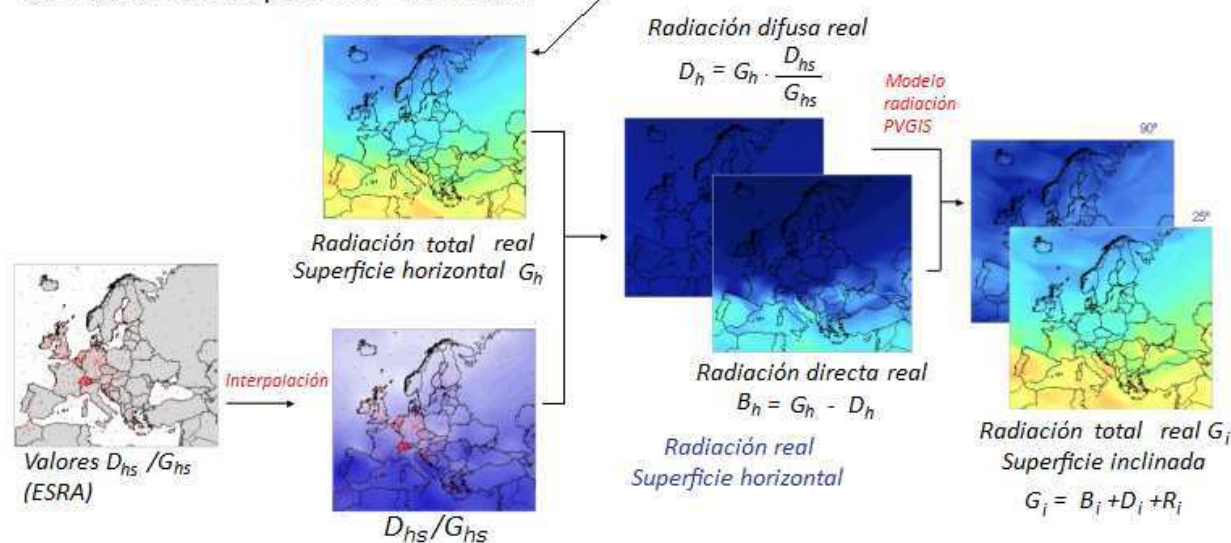 Radiación difusa real
D_h = G_h · D_hs / G_hs
Modelo
radiación
PVGIS
90º
25º
Radiación total real
Superficie horizontal G_h
Interpolación
Valores D_hs /G_hs
(ESRA)
D_hs/G_hs
Radiación directa real
B_h = G_h - D_h
Radiación real
Superficie horizontal
Radiación total real G_i
Superficie inclinada
G_i = B_i +D_i +R_i